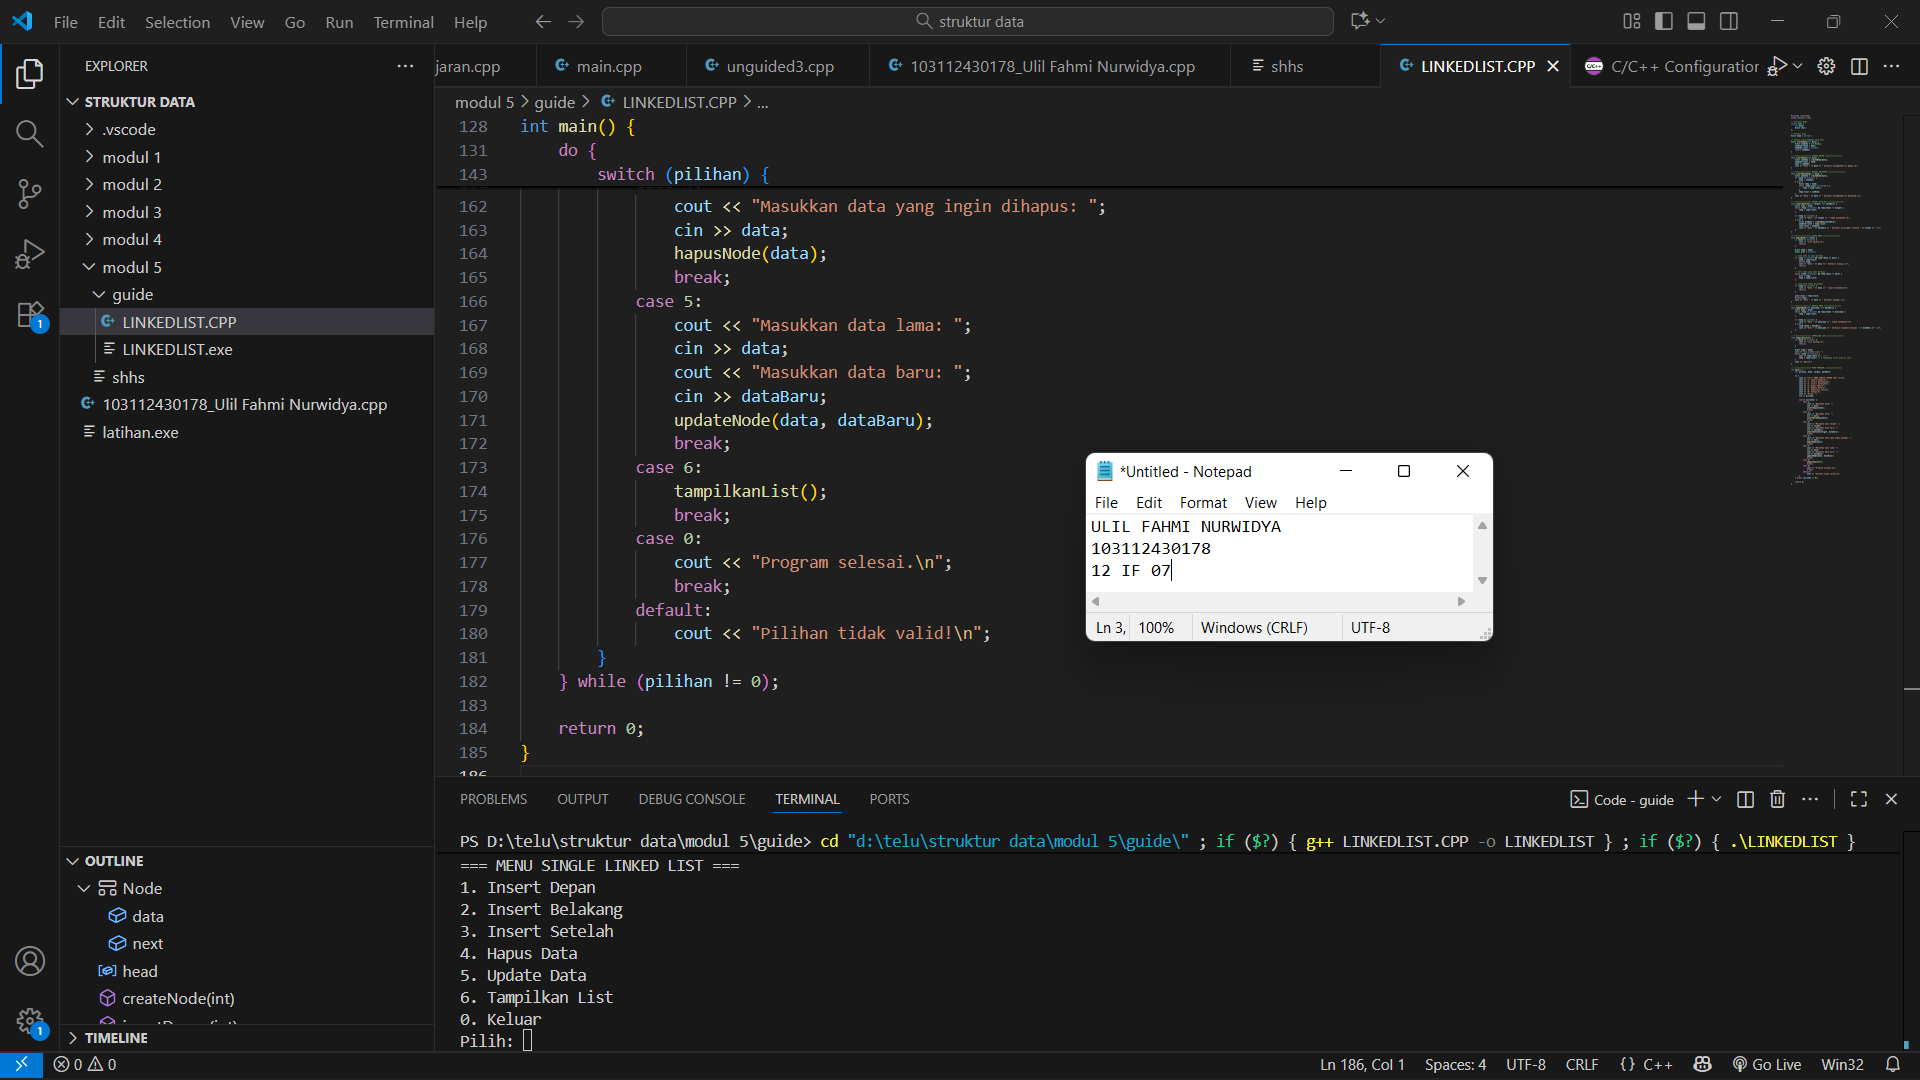 File Edit Selection View Go Run Terminal Help
struktur data
EXPLORER
STRUKTUR DATA
.vscode
modul 1
modul 2
modul 3
modul 4
modul 5
guide
LINKEDLIST.CPP
LINKEDLIST.exe
shhs
103112430178_Ulil Fahmi Nurwidya.cpp
latihan.exe
OUTLINE
Node
data
next
head
createNode(int)
TIMELINE
jaran.cpp main.cpp unguided3.cpp 103112430178_Ulil Fahmi Nurwidya.cpp shhs LINKEDLIST.CPP C/C++ Configuration
modul 5 > guide > LINKEDLIST.CPP > ...
128 int main() {
131 do {
143 switch (pilihan) {
162 cout << "Masukkan data yang ingin dihapus: ";
163 cin >> data;
164 hapusNode(data);
165 break;
166 case 5:
167 cout << "Masukkan data lama: ";
168 cin >> data;
169 cout << "Masukkan data baru: ";
170 cin >> dataBaru;
171 updateNode(data, dataBaru);
172 break;
173 case 6:
174 tampilkanList();
175 break;
176 case 0:
177 cout << "Program selesai.\n";
178 break;
179 default:
180 cout << "Pilihan tidak valid!\n";
181 }
182 } while (pilihan != 0);
183
184 return 0;
185 }
186
*Untitled - Notepad
File Edit Format View Help
ULIL FAHMI NURWIDYA
103112430178
12 IF 07
Ln 3, 100% Windows (CRLF) UTF-8
PROBLEMS OUTPUT DEBUG CONSOLE TERMINAL PORTS
Code - guide
PS D:\telu\struktur data\modul 5\guide> cd "d:\telu\struktur data\modul 5\guide\" ; if ($?) { g++ LINKEDLIST.CPP -o LINKEDLIST } ; if ($?) { .\LINKEDLIST }
=== MENU SINGLE LINKED LIST ===
1. Insert Depan
2. Insert Belakang
3. Insert Setelah
4. Hapus Data
5. Update Data
6. Tampilkan List
0. Keluar
Pilih:
0 0
Ln 186, Col 1 Spaces: 4 UTF-8 CRLF {} C++ Go Live Win32